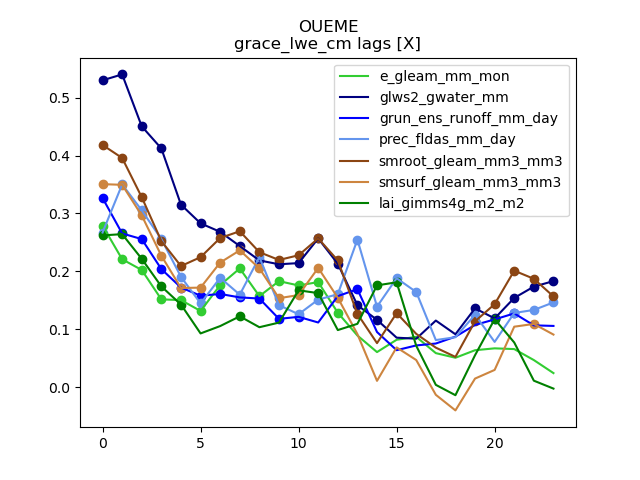 OUEME
grace_lwe_cm lags [X]
e_gleam_mm_mon
glws2_gwater_mm
grun_ens_runoff_mm_day
prec_fldas_mm_day
smroot_gleam_mm3_mm3
smsurf_gleam_mm3_mm3
lai_gimms4g_m2_m2
0.5
0.4
0.3
0.2
0.1
0.0
0 5 10 15 20